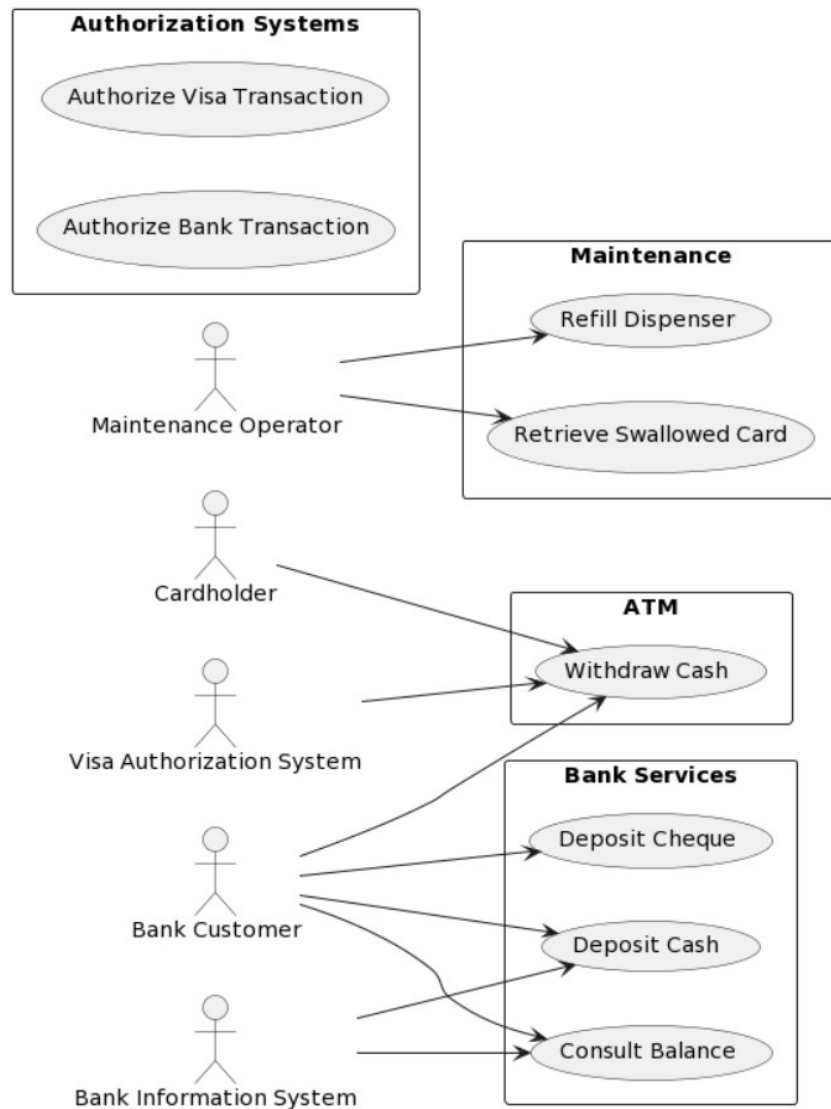 Authorization Systems
Authorize Visa Transaction
Authorize Bank Transaction
Maintenance
Refill Dispenser
Retrieve Swallowed Card
Maintenance Operator
Cardholder
ATM
Withdraw Cash
Visa Authorization System
Bank Services
Deposit Cheque
Bank Customer
Deposit Cash
Consult Balance
Bank Information System